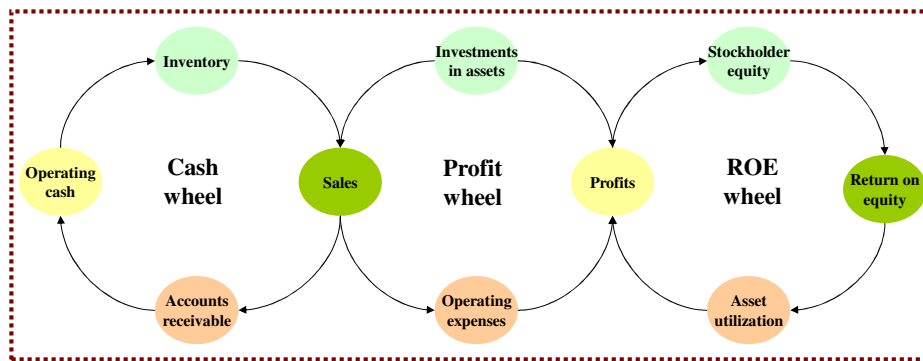 Inventory
Investments
in assets
Stockholder
equity
Operating
cash
Cash
wheel
Sales
Profit
wheel
Profits
ROE
wheel
Return on
equity
Accounts
receivable
Operating
expenses
Asset
utilization